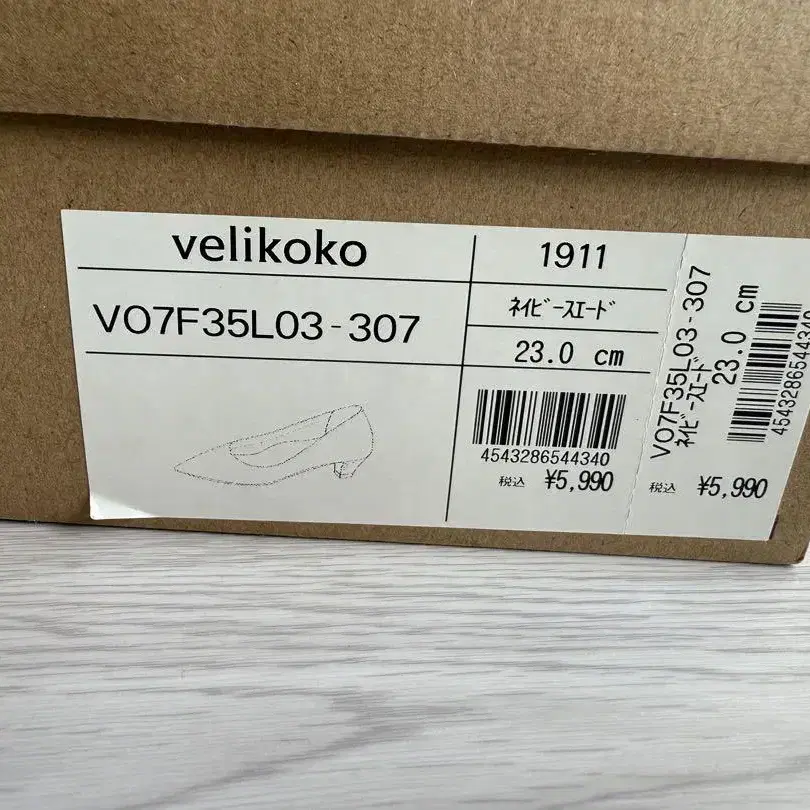 velikoko
1911
VO7F35L03-307
ﾈｲﾋﾞｰｽｴｰﾄﾞ
23.0 cm
4543286544340
税込 ¥5,990
VO7F35L03-307
ﾈｲﾋﾞｰｽｴｰﾄﾞ
23.0 cm
税込 ¥5,990